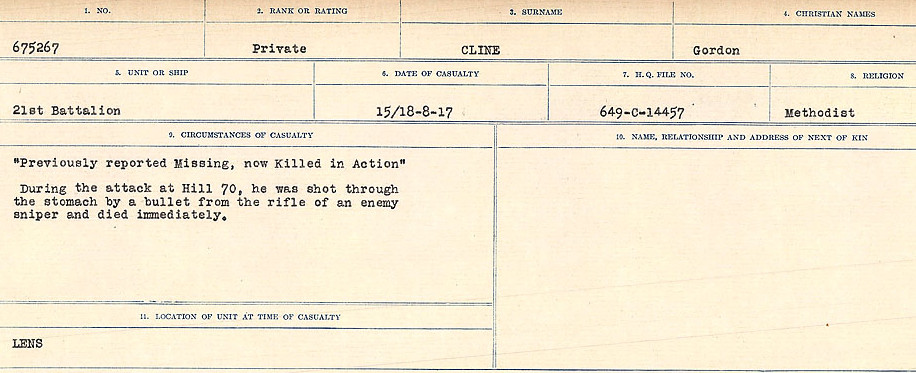 1. NO. 2. RANK OR RATING 3. SURNAME 4. CHRISTIAN NAMES
675267 Private CLINE Gordon
5. UNIT OR SHIP 6. DATE OF CASUALTY 7. H.Q. FILE NO. 8. RELIGION
21st Battalion 15/18-8-17 649-C-14457 Methodist
9. CIRCUMSTANCES OF CASUALTY 10. NAME, RELATIONSHIP AND ADDRESS OF NEXT OF KIN
"Previously reported Missing, now Killed in Action"
During the attack at Hill 70, he was shot through
the stomach by a bullet from the rifle of an enemy
sniper and died immediately.
11. LOCATION OF UNIT AT TIME OF CASUALTY
LENS